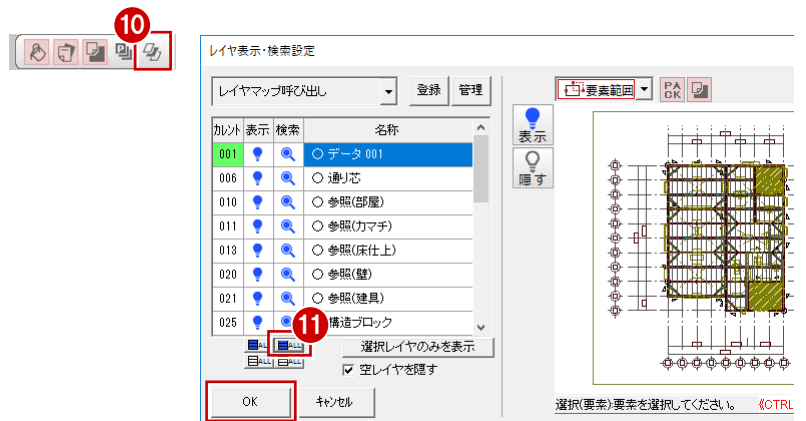 10
レイヤ表示・検索設定
レイヤマップ呼び出し
登録
管理
要素範囲
PACK
カレント 表示 検索 名称
001 ○ データ 001
006 ○ 通り芯
010 ○ 参照(部屋)
011 ○ 参照(カマチ)
013 ○ 参照(床仕上)
020 ○ 参照(壁)
021 ○ 参照(建具)
025 構造ブロック
表示
隠す
11
ALL ALL
選択レイヤのみを表示
ALL ALL
空レイヤを隠す
OK
キャンセル
選択(要素):要素を選択してください。 《CTRL